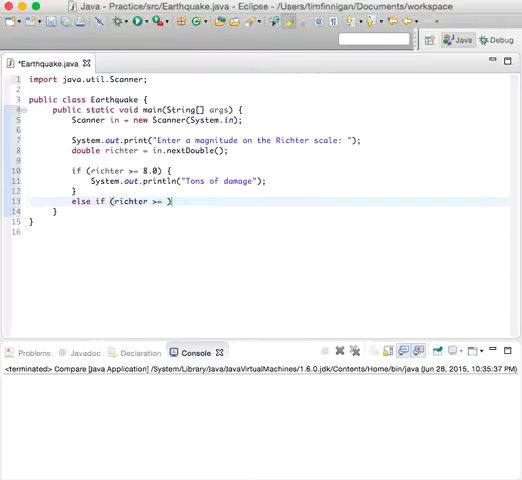 Java - Practice/src/Earthquake.java - Eclipse - /Users/timfinnigan/Documents/workspace
Java
Debug
*Earthquake.java
1 import java.util.Scanner;
2
3 public class Earthquake {
4 public static void main(String[] args) {
5 Scanner in = new Scanner(System.in);
6
7 System.out.print("Enter a magnitude on the Richter scale: ");
8 double richter = in.nextDouble();
9
10 if (richter >= 8.0) {
11 System.out.println("Tons of damage");
12 }
13 else if (richter >= )
14 }
15 }
16
Problems @ Javadoc Declaration Console
<terminated> Compare [Java Application] /System/Library/Java/JavaVirtualMachines/1.6.0.jdk/Contents/Home/bin/java (Jun 28, 2015, 10:35:37 PM)